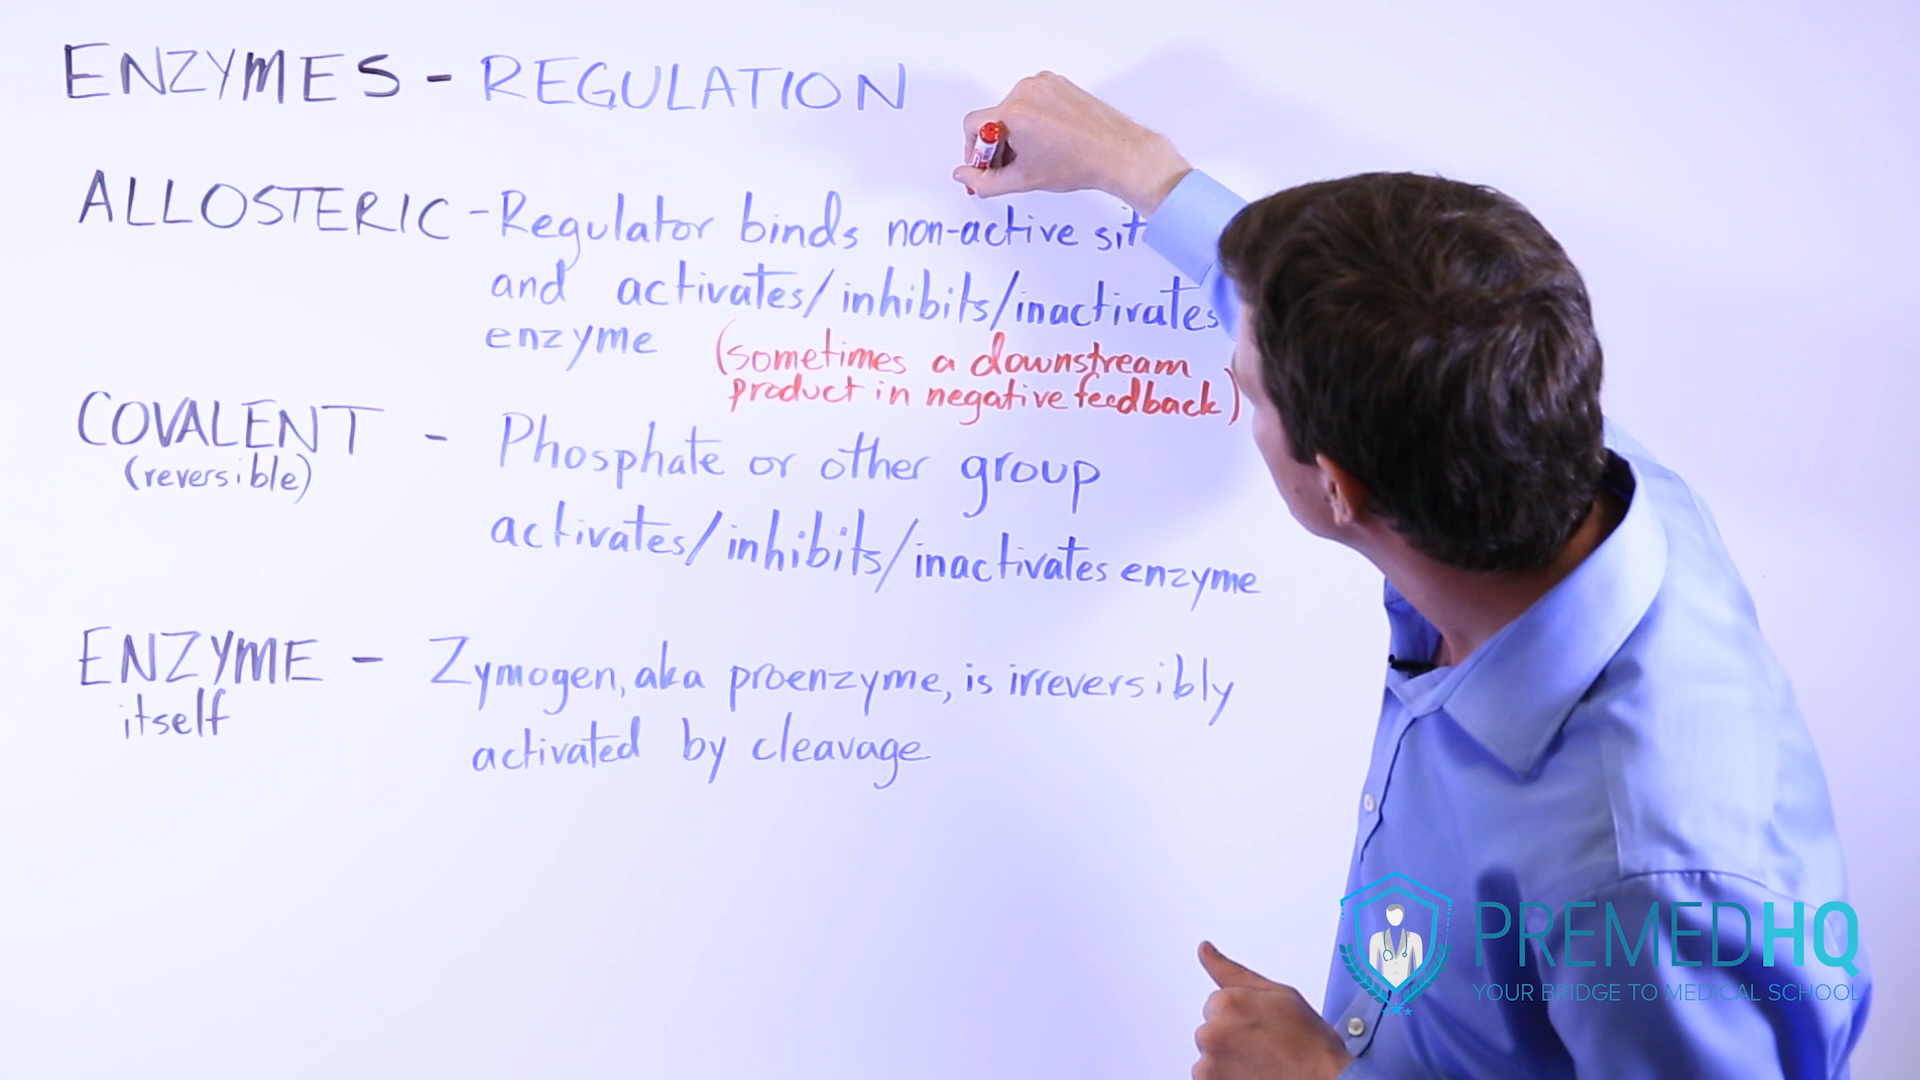 ENZYMES - REGULATION
ALLOSTERIC - Regulator binds non-active sit
and activates/inhibits/inactivates
enzyme (sometimes a downstream
product in negative feedback)
COVALENT - Phosphate or other group
(reversible)
activates/inhibits/inactivates enzyme
ENZYME - Zymogen, aka proenzyme, is irreversibly
itself
activated by cleavage
PREMEDHQ
YOUR BRIDGE TO MEDICAL SCHOOL